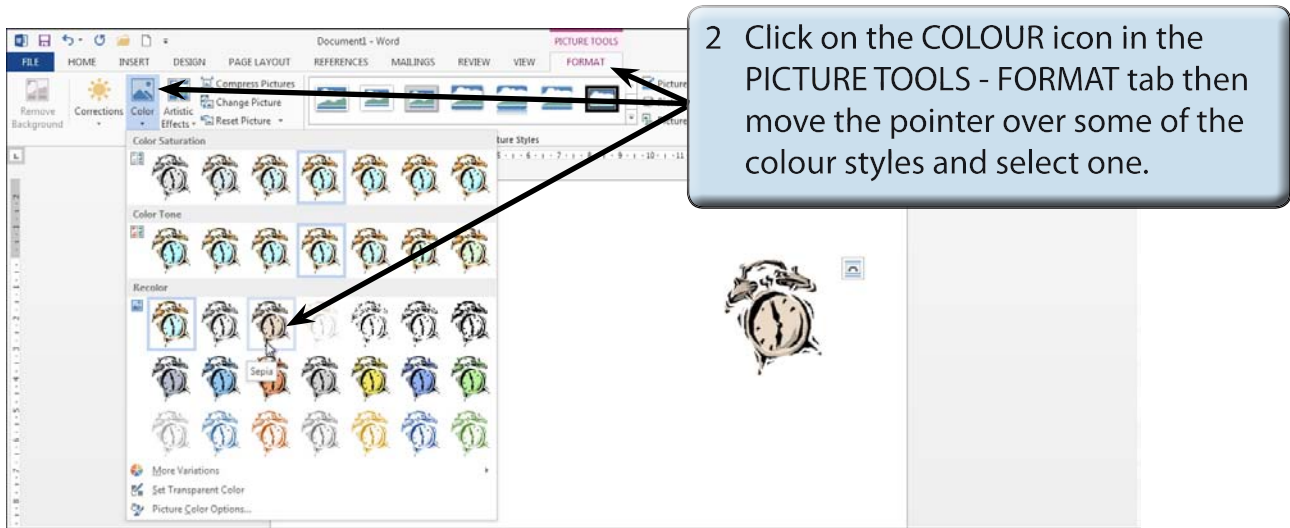 2 Click on the COLOUR icon in the
PICTURE TOOLS - FORMAT tab then
move the pointer over some of the
colour styles and select one.
Document1 - Word
PICTURE TOOLS
FILE HOME INSERT DESIGN PAGE LAYOUT REFERENCES MAILINGS REVIEW VIEW FORMAT
Remove Background
Corrections
Color
Artistic Effects
Compress Pictures
Change Picture
Reset Picture
Picture
Picture
ture Styles
Color Saturation
Color Tone
Recolor
Sepia
More Variations
Set Transparent Color
Picture Color Options...